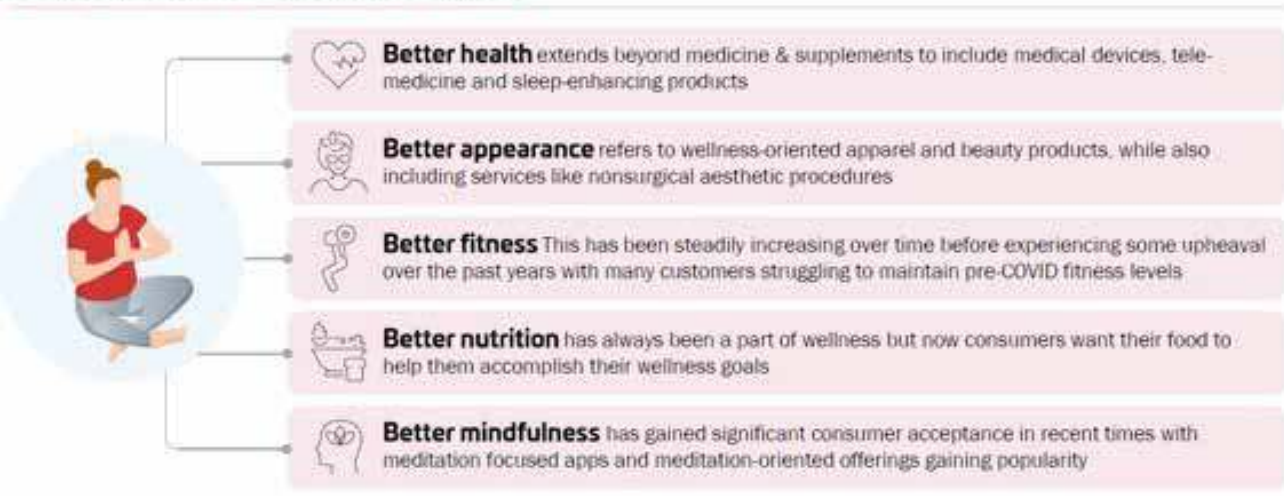 Better health extends beyond medicine & supplements to include medical devices, tele-
medicine and sleep-enhancing products
Better appearance refers to wellness-oriented apparel and beauty products, while also
including services like nonsurgical aesthetic procedures
Better fitness This has been steadily increasing over time before experiencing some upheaval
over the past years with many customers struggling to maintain pre-COVID fitness levels
Better nutrition has always been a part of wellness but now consumers want their food to
help them accomplish their wellness goals
Better mindfulness has gained significant consumer acceptance in recent times with
meditation focused apps and meditation-oriented offerings gaining popularity